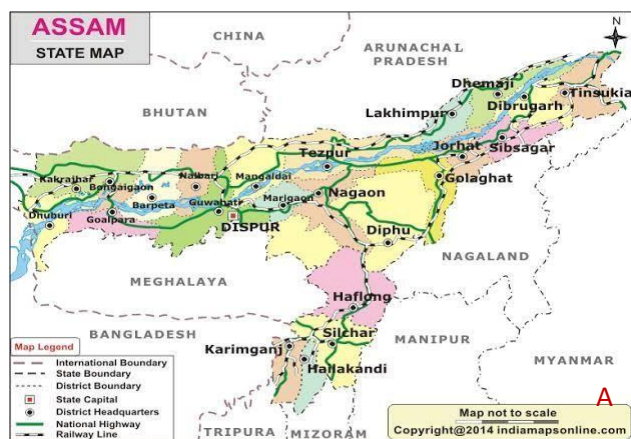 ASSAM
STATE MAP
CHINA
N
ARUNACHAL
PRADESH
BHUTAN
Dhemaji
Tinsukia
Dibrugarh
Lakhimpur
Jorhat
Sibsagar
Tezpur
Golaghat
Kakrajhar
Bongaigaon
Nalbari
Mangaldai
Barpeta
Guwahati
Marigaon
Nagaon
Dhuburi
Goalpara
DISPUR
Diphu
NAGALAND
MEGHALAYA
Haflong
BANGLADESH
Silchar
MANIPUR
Karimganj
Hailakandi
MYANMAR
TRIPURA
MIZORAM
Map Legend
International Boundary
State Boundary
District Boundary
State Capital
District Headquarters
National Highway
Railway Line
A
Map not to scale
Copyright@2014 indiamapsonline.com